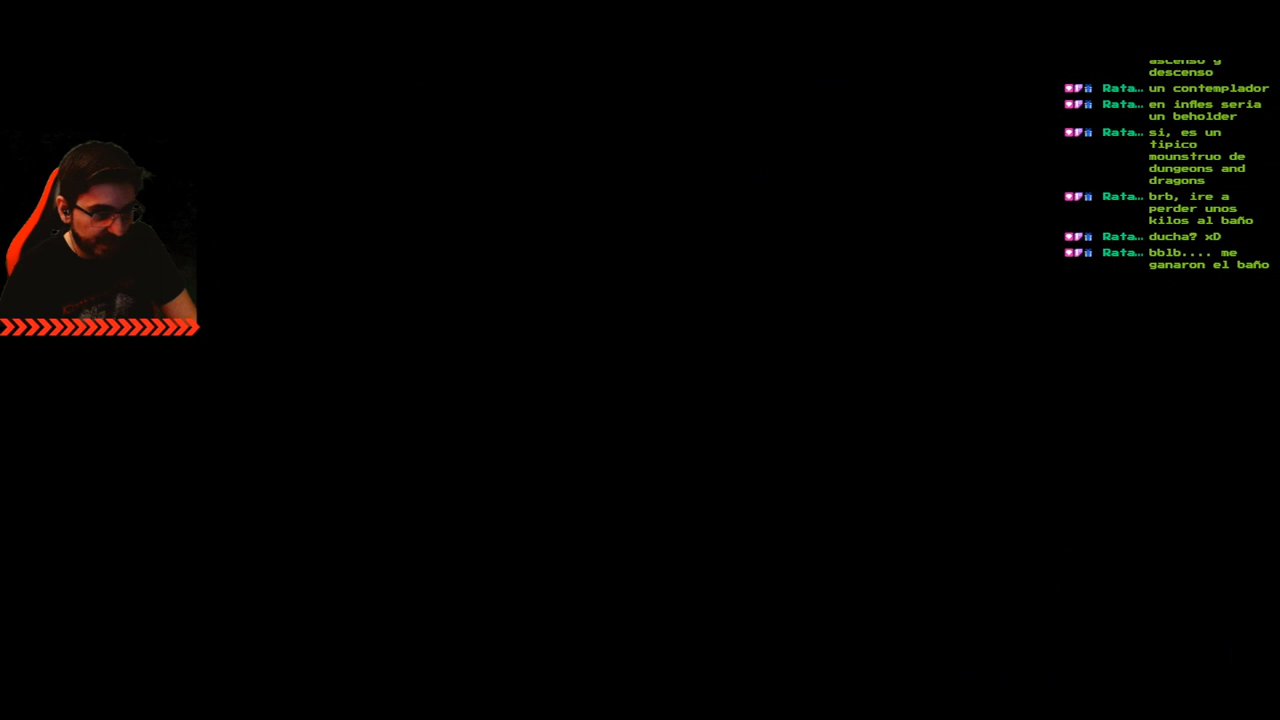 ascenso y
descenso
Rata… un contemplador
Rata… en infles seria
un beholder
Rata… si, es un
tipico
mounstruo de
dungeons and
dragons
Rata… brb, ire a
perder unos
kilos al baño
Rata… ducha? xD
Rata… bblb.... me
ganaron el baño